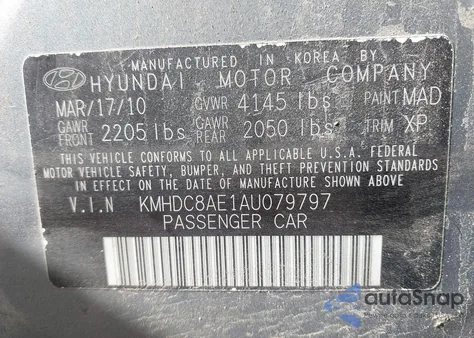 MANUFACTURED IN KOREA BY
HYUNDAI MOTOR COMPANY
MAR/17/10 GVWR 4145 lbs PAINT MAD
GAWR FRONT 2205 lbs GAWR REAR 2050 lbs TRIM XP
THIS VEHICLE CONFORMS TO ALL APPLICABLE U.S.A. FEDERAL
MOTOR VEHICLE SAFETY, BUMPER, AND THEFT PREVENTION STANDARDS
IN EFFECT ON THE DATE OF MANUFACTURE SHOWN ABOVE.
V.I.N KMHDC8AE1AU079797
PASSENGER CAR
autoSnap